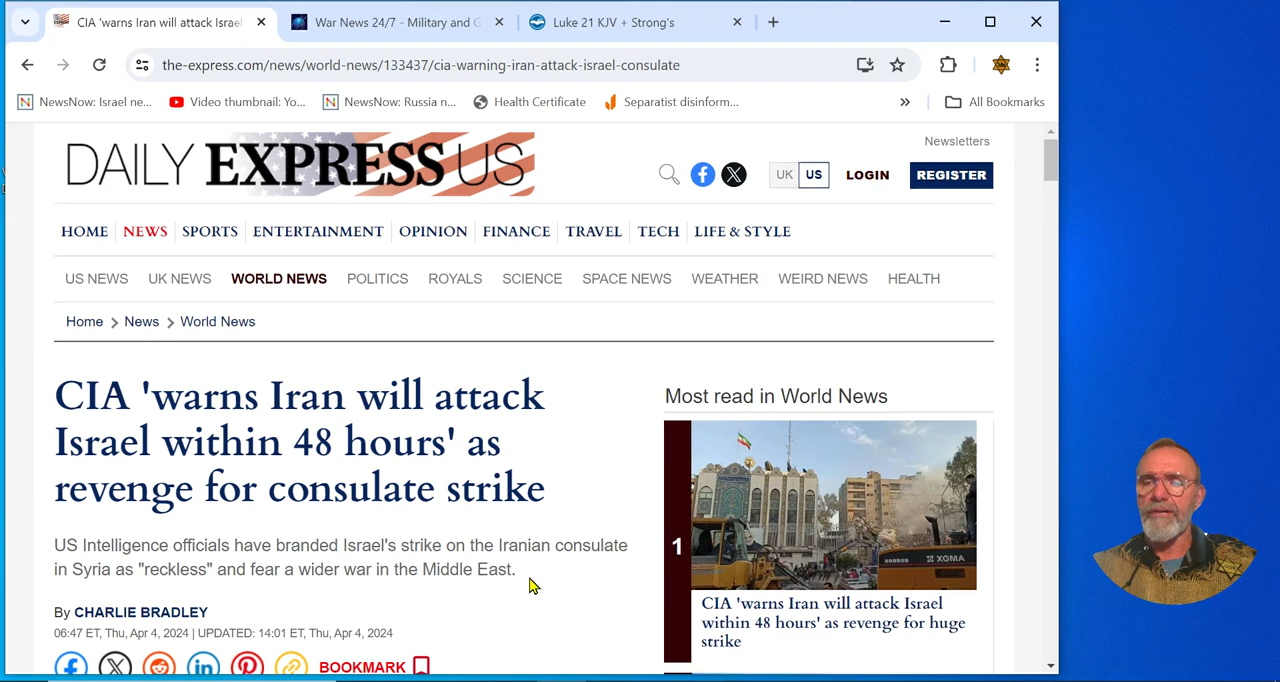 CIA 'warns Iran will attack Israel
War News 24/7 - Military and G
Luke 21 KJV + Strong's
the-express.com/news/world-news/133437/cia-warning-iran-attack-israel-consulate
NewsNow: Israel ne...
Video thumbnail: Yo...
NewsNow: Russia n...
Health Certificate
Separatist disinform...
All Bookmarks
Newsletters
DAILY EXPRESS US
UK US LOGIN REGISTER
HOME NEWS SPORTS ENTERTAINMENT OPINION FINANCE TRAVEL TECH LIFE & STYLE
US NEWS UK NEWS WORLD NEWS POLITICS ROYALS SCIENCE SPACE NEWS WEATHER WEIRD NEWS HEALTH
Home > News > World News
CIA 'warns Iran will attack
Israel within 48 hours' as
revenge for consulate strike
US Intelligence officials have branded Israel's strike on the Iranian consulate
in Syria as "reckless" and fear a wider war in the Middle East.
By CHARLIE BRADLEY
06:47 ET, Thu, Apr 4, 2024 | UPDATED: 14:01 ET, Thu, Apr 4, 2024
BOOKMARK
Most read in World News
1
XGMA
CIA 'warns Iran will attack Israel
within 48 hours' as revenge for huge
strike